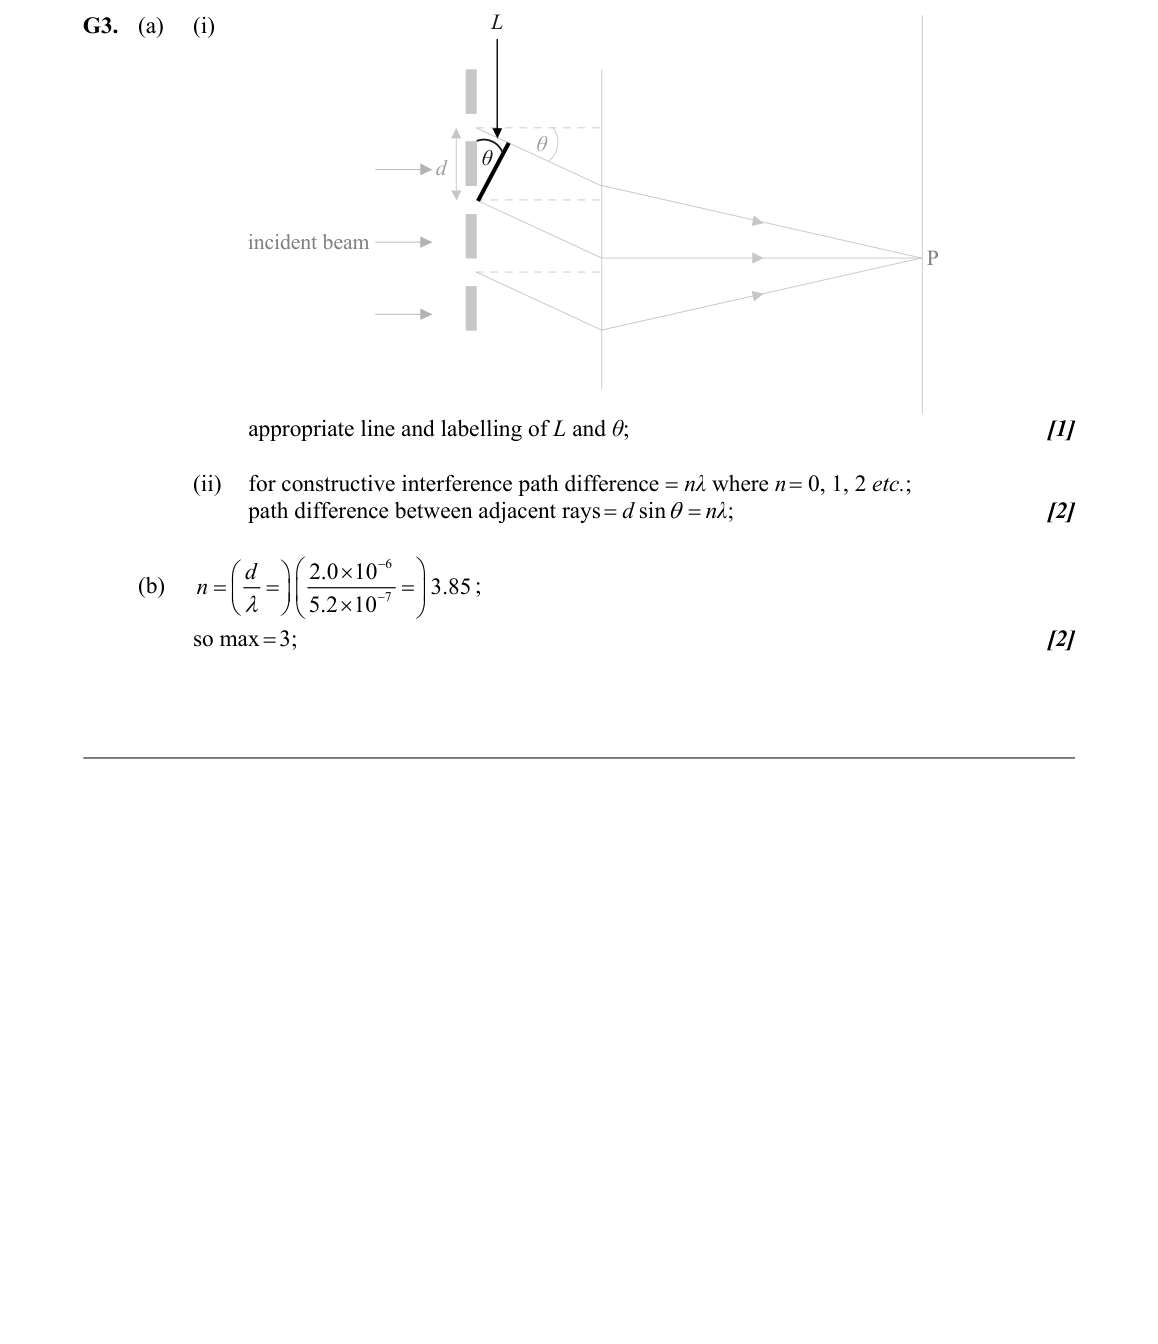 G3. (a) (i)
L
θ
θ
d
incident beam
P
appropriate line and labelling of L and θ; [1]
(ii) for constructive interference path difference = nλ where n = 0, 1, 2 etc.;
path difference between adjacent rays = d sin θ = nλ; [2]
(b) n = (d/λ =)(2.0×10⁻⁶/5.2×10⁻⁷ =) 3.85;
so max = 3; [2]